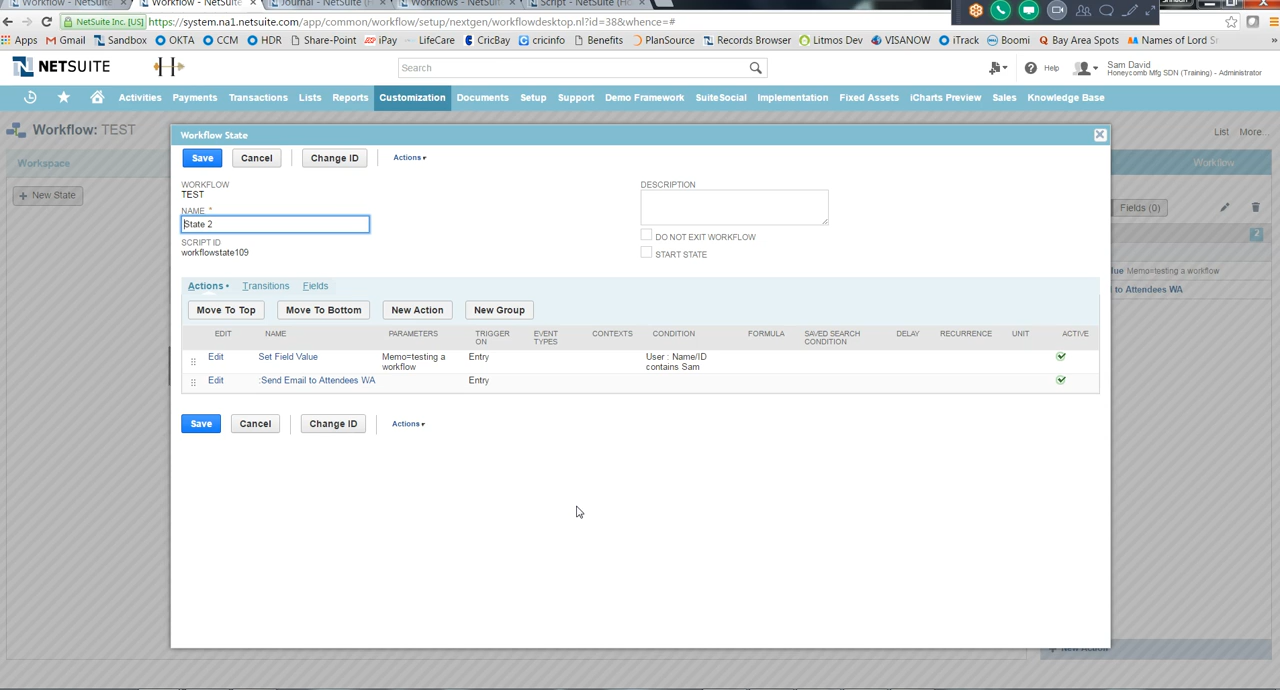 Workflow - NetSuite
Workflow - NetSuite
Journal - NetSuite (
Workflows - NetSuite
Script - NetSuite (Ho
NetSuite Inc. [US] https://system.na1.netsuite.com/app/common/workflow/setup/nextgen/workflowdesktop.nl?id=38&whence=#
Apps Gmail Sandbox OKTA CCM HDR Share-Point iPay LifeCare CricBay Concierge Benefits PlanSource Records Browser Litmos Dev VISANOW iTrack Boomi Bay Area Spots Names of Lord »
NETSUITE
Search
Help
Sam David
Honeycomb Mfg SDN (Training) - Administrator
Activities Payments Transactions Lists Reports Customization Documents Setup Support Demo Framework SuiteSocial Implementation Fixed Assets iCharts Preview Sales Knowledge Base
Workflow: TEST
List More...
Workspace
Workflow
+ New State
Fields (0)
2
lue Memo=testing a workflow
to Attendees WA
+ New Action
Workflow State
Save Cancel Change ID Actions
WORKFLOW
TEST
NAME *
State 2
SCRIPT ID
workflowstate109
DESCRIPTION
DO NOT EXIT WORKFLOW
START STATE
Actions • Transitions Fields
Move To Top Move To Bottom New Action New Group
EDIT NAME PARAMETERS TRIGGER ON EVENT TYPES CONTEXTS CONDITION FORMULA SAVED SEARCH CONDITION DELAY RECURRENCE UNIT ACTIVE
Edit Set Field Value Memo=testing a workflow Entry User : Name/ID contains Sam
Edit :Send Email to Attendees WA Entry
Save Cancel Change ID Actions